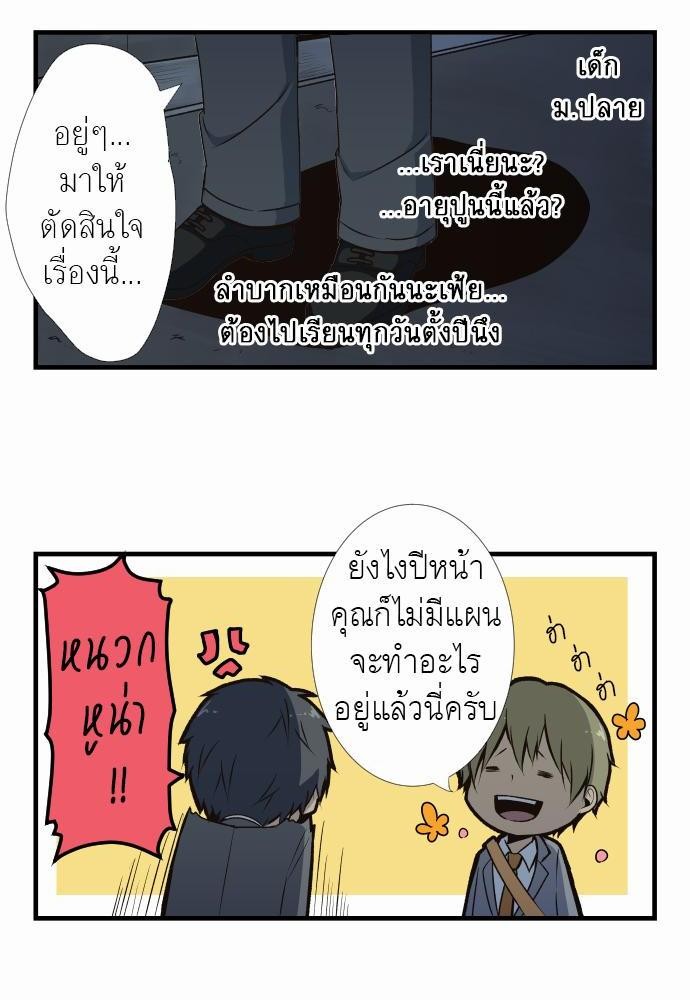 อยู่ๆ...
มาให้
ตัดสินใจ
เรื่องนี้...
เด็ก
ม.ปลาย
...เราเนี่ยนะ?
...อายุปูนนี้แล้ว?
ลำบากเหมือนกันนะเฟ้ย...
ต้องไปเรียนทุกวันตั้งปีนึง
หนวก
หูน่า
!!
ยังไงปีหน้า
คุณก็ไม่มีแผน
จะทำอะไร
อยู่แล้วนี่ครับ
ฮ่า
ฮ่า
ฮ่า